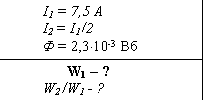 I₁ = 7,5 A
I₂ = I₁/2
Ф = 2,3·10⁻³ Вб
W₁ – ?
W₂/W₁ - ?